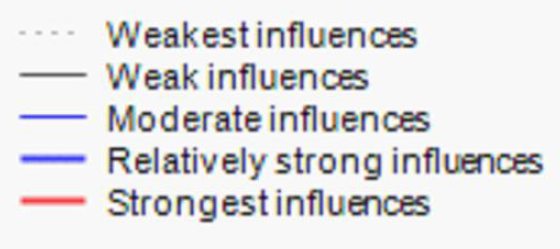 Weakest influences
Weak influences
Moderate influences
Relatively strong influences
Strongest influences